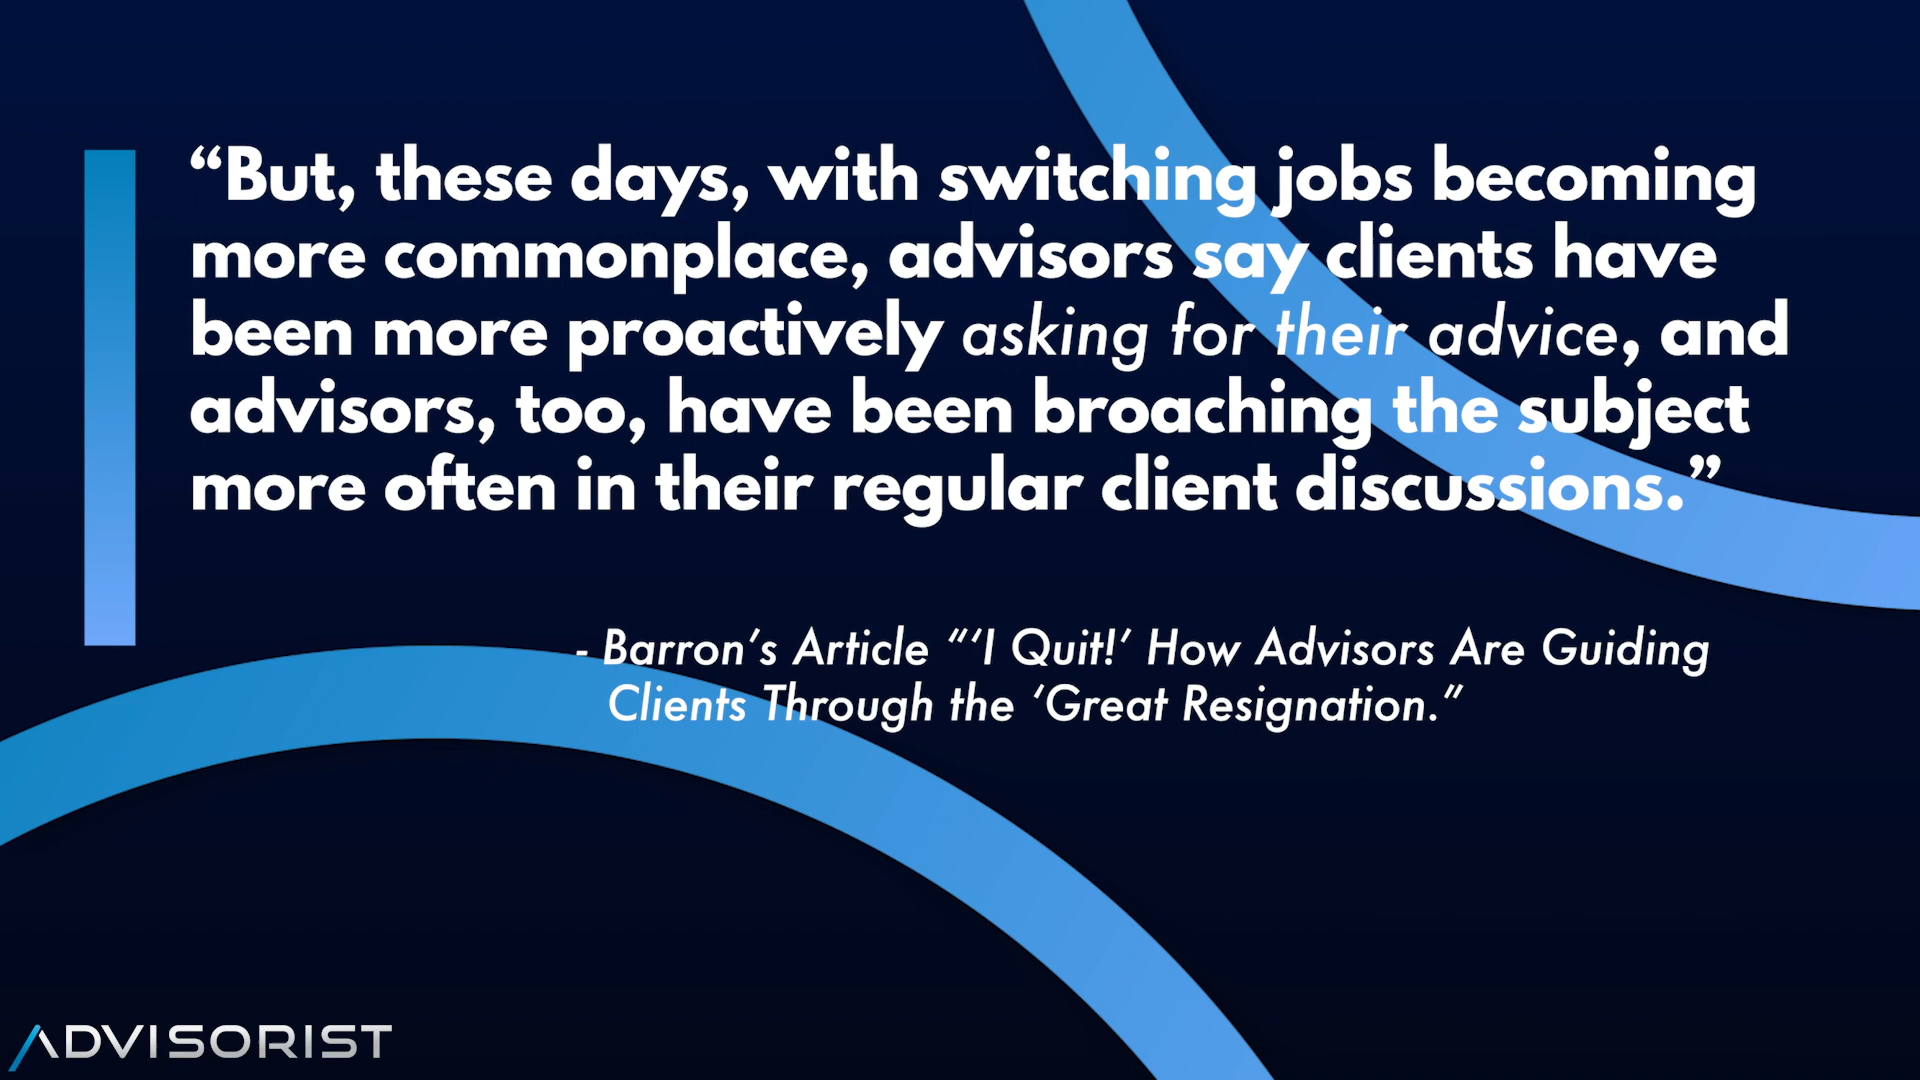 “But, these days, with switching jobs becoming
more commonplace, advisors say clients have
been more proactively asking for their advice, and
advisors, too, have been broaching the subject
more often in their regular client discussions.”
- Barron’s Article “‘I Quit!’ How Advisors Are Guiding
Clients Through the ‘Great Resignation.”
ADVISORIST